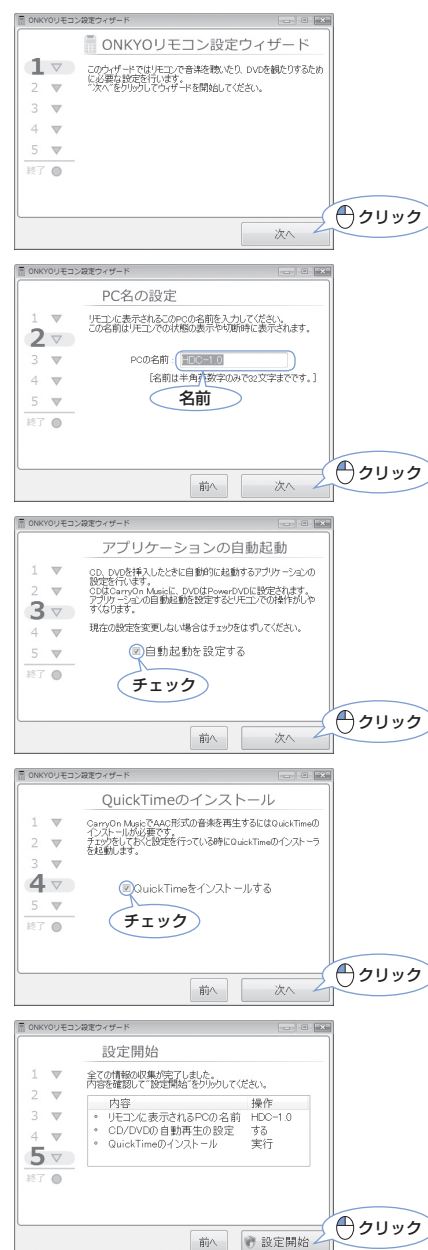 ONKYOリモコン設定ウィザード
ONKYOリモコン設定ウィザード
1
2
3
4
5
終了
このウィザードではリモコンで音楽を聴いたり、DVDを観たりするため
に必要な設定を行います。
"次へ"をクリックしてウィザードを開始してください。
次へ
クリック
ONKYOリモコン設定ウィザード
PC名の設定
1
2
3
4
5
終了
リモコンに表示されるこのPCの名前を入力してください。
この名前はリモコンでの状態の表示や切断時に表示されます。
PCの名前: HDC-1.0
[名前は半角英数字のみで32文字までです。]
名前
前へ
次へ
クリック
ONKYOリモコン設定ウィザード
アプリケーションの自動起動
1
2
3
4
5
終了
CD、DVDを挿入したときに自動的に起動するアプリケーションの
設定を行います。
CDはCarryOn Musicに、DVDはPowerDVDに設定されます。
アプリケーションの自動起動を設定するとリモコンでの操作がしや
すくなります。
現在の設定を変更しない場合はチェックをはずしてください。
自動起動を設定する
チェック
前へ
次へ
クリック
ONKYOリモコン設定ウィザード
QuickTimeのインストール
1
2
3
4
5
終了
CarryOn MusicでAAC形式の音楽を再生するにはQuickTimeの
インストールが必要です。
チェックをしておくと設定を行っている時にQuickTimeのインストーラ
を起動します。
QuickTimeをインストールする
チェック
前へ
次へ
クリック
ONKYOリモコン設定ウィザード
設定開始
1
2
3
4
5
終了
全ての情報の収集が完了しました。
内容を確認して"設定開始"をクリックしてください。
内容 操作
リモコンに表示されるPCの名前 HDC-1.0
CD/DVDの自動再生の設定 する
QuickTimeのインストール 実行
前へ
設定開始
クリック